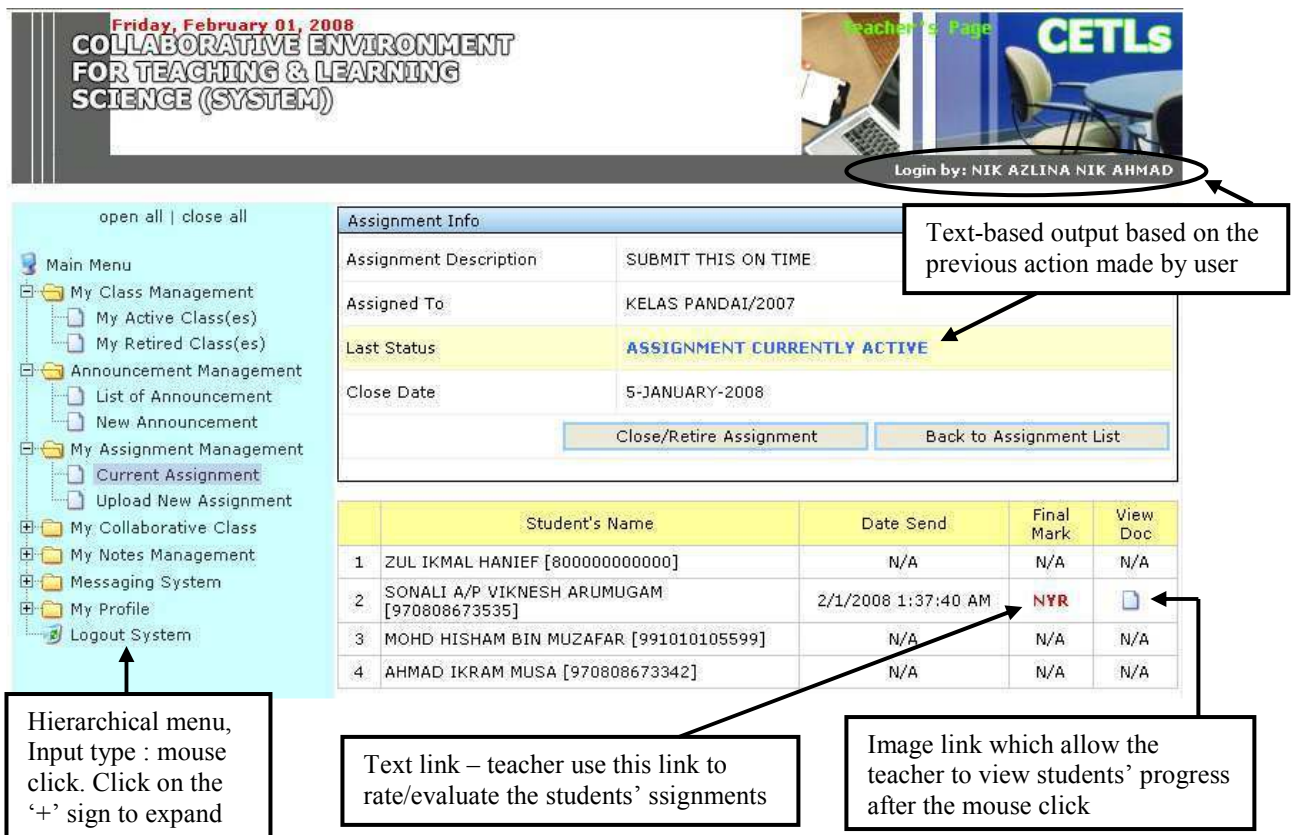 Friday, February 01, 2008
COLLABORATIVE ENVIRONMENT
FOR TEACHING & LEARNING
SCIENCE (SYSTEM)
Teacher's Page
CETLs
Login by: NIK AZLINA NIK AHMAD
Text-based output based on the
previous action made by user
open all | close all
Main Menu
My Class Management
My Active Class(es)
My Retired Class(es)
Announcement Management
List of Announcement
New Announcement
My Assignment Management
Current Assignment
Upload New Assignment
My Collaborative Class
My Notes Management
Messaging System
My Profile
Logout System
Assignment Info
Assignment Description SUBMIT THIS ON TIME
Assigned To KELAS PANDAI/2007
Last Status ASSIGNMENT CURRENTLY ACTIVE
Close Date 5-JANUARY-2008
Close/Retire Assignment Back to Assignment List
Student's Name Date Send Final Mark View Doc
1 ZUL IKMAL HANIEF [800000000000] N/A N/A N/A
2 SONALI A/P VIKNESH ARUMUGAM
[970808673535] 2/1/2008 1:37:40 AM NYR
3 MOHD HISHAM BIN MUZAFAR [991010105599] N/A N/A N/A
4 AHMAD IKRAM MUSA [970808673342] N/A N/A N/A
Hierarchical menu,
Input type : mouse
click. Click on the
‘+’ sign to expand
Text link – teacher use this link to
rate/evaluate the students’ ssignments
Image link which allow the
teacher to view students’ progress
after the mouse click